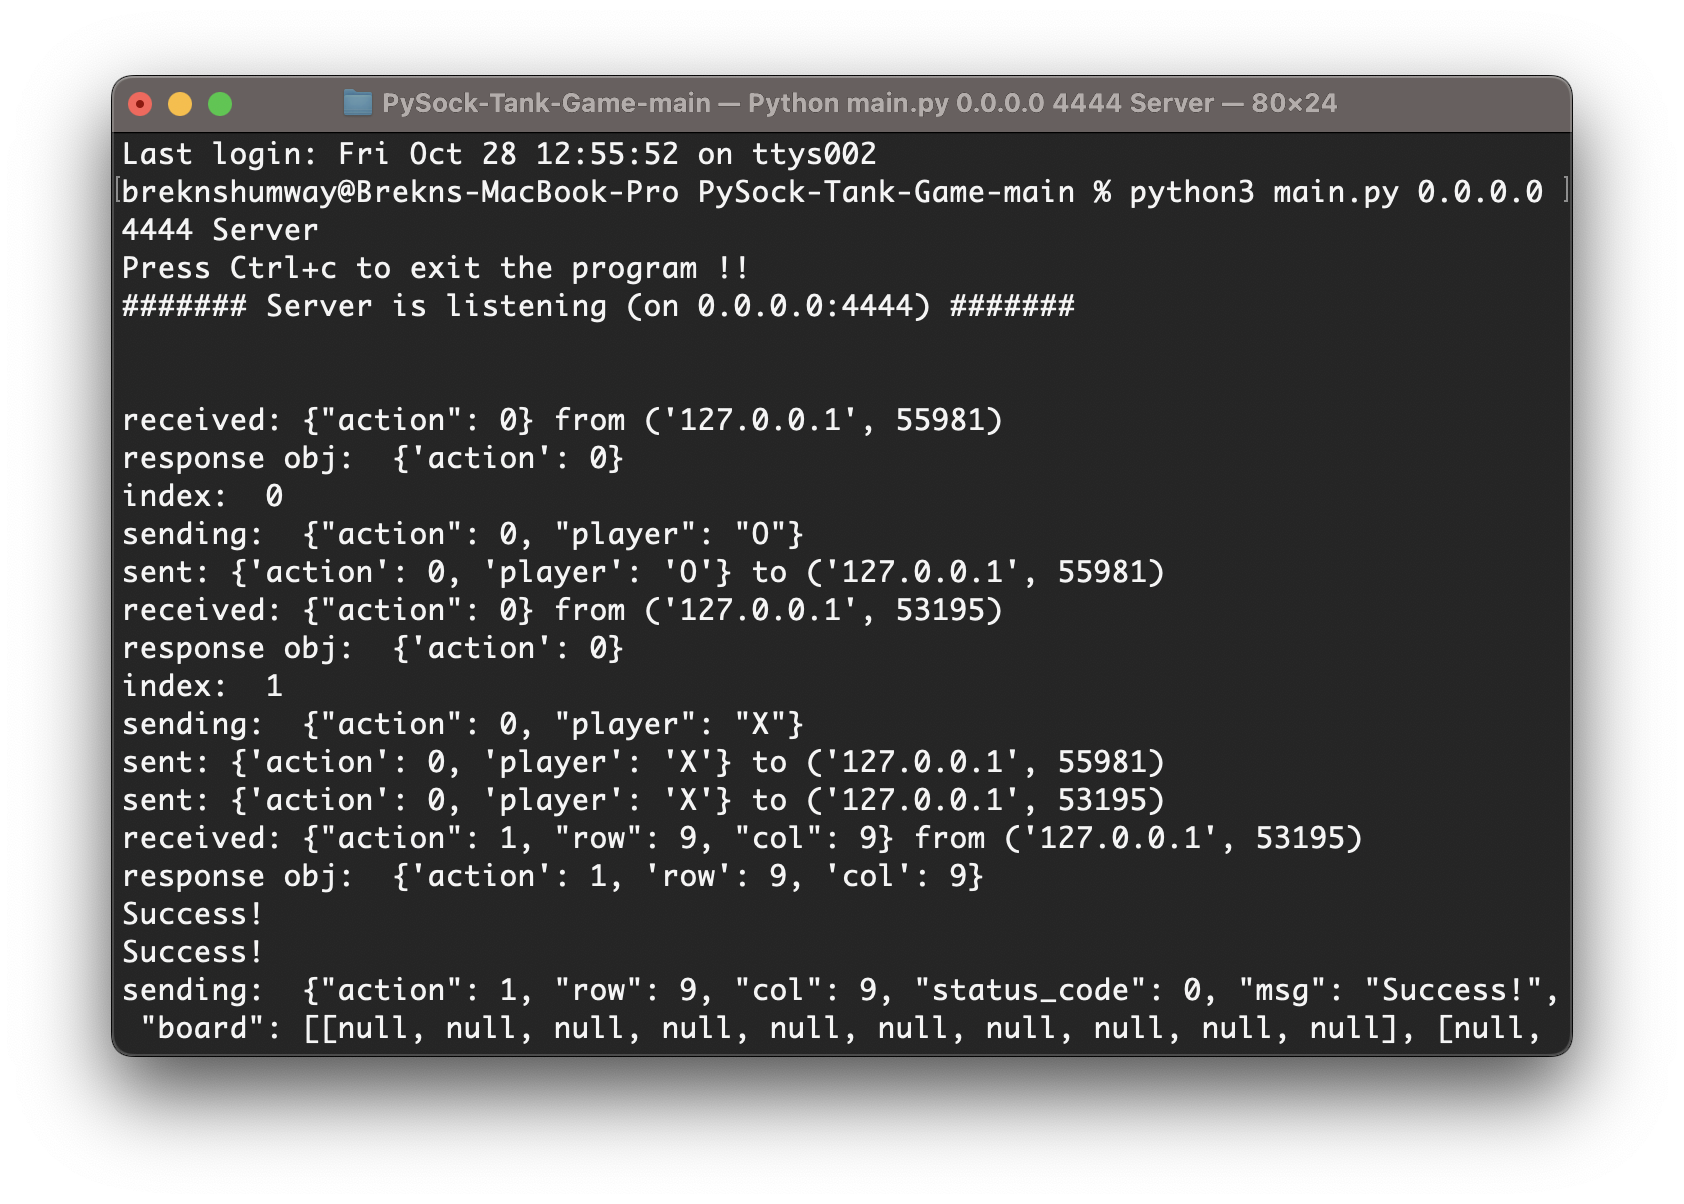 PySock-Tank-Game-main — Python main.py 0.0.0.0 4444 Server — 80×24
Last login: Fri Oct 28 12:55:52 on ttys002
[breknshumway@Brekns-MacBook-Pro PySock-Tank-Game-main % python3 main.py 0.0.0.0 ]
4444 Server
Press Ctrl+c to exit the program !!
####### Server is listening (on 0.0.0.0:4444) #######
received: {"action": 0} from ('127.0.0.1', 55981)
response obj:  {'action': 0}
index:  0
sending:  {"action": 0, "player": "O"}
sent: {'action': 0, 'player': 'O'} to ('127.0.0.1', 55981)
received: {"action": 0} from ('127.0.0.1', 53195)
response obj:  {'action': 0}
index:  1
sending:  {"action": 0, "player": "X"}
sent: {'action': 0, 'player': 'X'} to ('127.0.0.1', 55981)
sent: {'action': 0, 'player': 'X'} to ('127.0.0.1', 53195)
received: {"action": 1, "row": 9, "col": 9} from ('127.0.0.1', 53195)
response obj:  {'action': 1, 'row': 9, 'col': 9}
Success!
Success!
sending:  {"action": 1, "row": 9, "col": 9, "status_code": 0, "msg": "Success!",
 "board": [[null, null, null, null, null, null, null, null, null, null], [null,